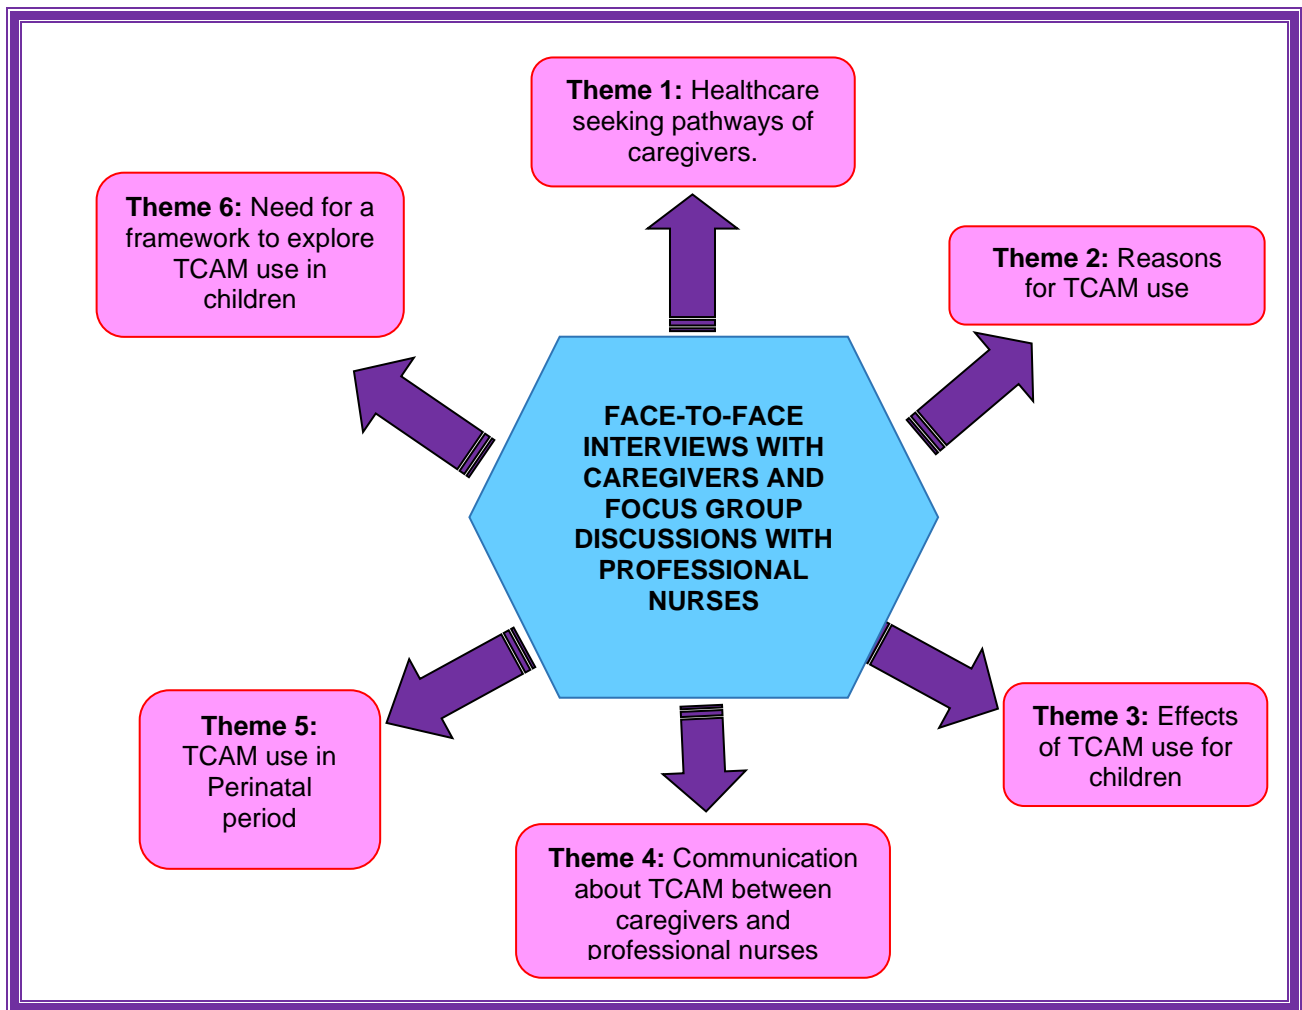 Theme 1: Healthcare
seeking pathways of
caregivers.
Theme 2: Reasons
for TCAM use
Theme 3: Effects
of TCAM use for
children
Theme 4: Communication
about TCAM between
caregivers and
professional nurses
Theme 5:
TCAM use in
Perinatal
period
Theme 6: Need for a
framework to explore
TCAM use in
children
FACE-TO-FACE
INTERVIEWS WITH
CAREGIVERS AND
FOCUS GROUP
DISCUSSIONS WITH
PROFESSIONAL
NURSES